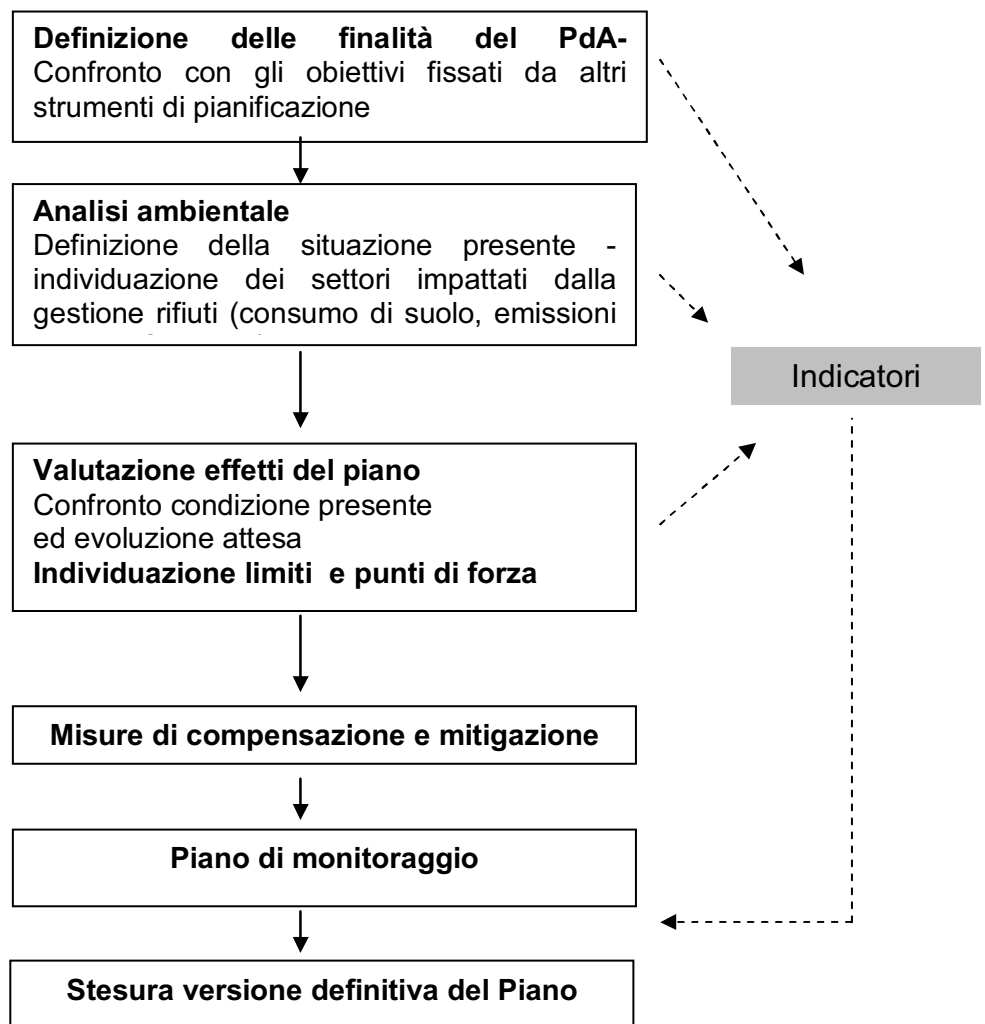 Definizione delle finalità del PdA-
Confronto con gli obiettivi fissati da altri
strumenti di pianificazione
Analisi ambientale
Definizione della situazione presente -
individuazione dei settori impattati dalla
gestione rifiuti (consumo di suolo, emissioni
Indicatori
Valutazione effetti del piano
Confronto condizione presente
ed evoluzione attesa
Individuazione limiti e punti di forza
Misure di compensazione e mitigazione
Piano di monitoraggio
Stesura versione definitiva del Piano